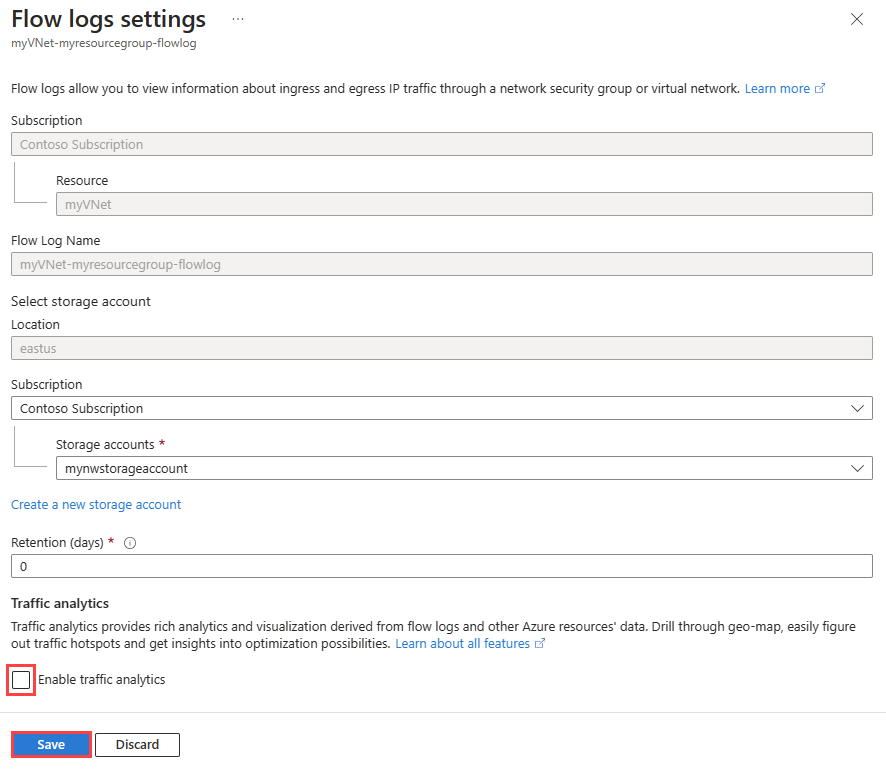 Flow logs settings ...
myVNet-myresourcegroup-flowlog
Flow logs allow you to view information about ingress and egress IP traffic through a network security group or virtual network. Learn more
Subscription
Contoso Subscription
Resource
myVNet
Flow Log Name
myVNet-myresourcegroup-flowlog
Select storage account
Location
eastus
Subscription
Contoso Subscription
Storage accounts *
mynwstorageaccount
Create a new storage account
Retention (days) *
0
Traffic analytics
Traffic analytics provides rich analytics and visualization derived from flow logs and other Azure resources' data. Drill through geo-map, easily figure
out traffic hotspots and get insights into optimization possibilities. Learn about all features
Enable traffic analytics
Save Discard